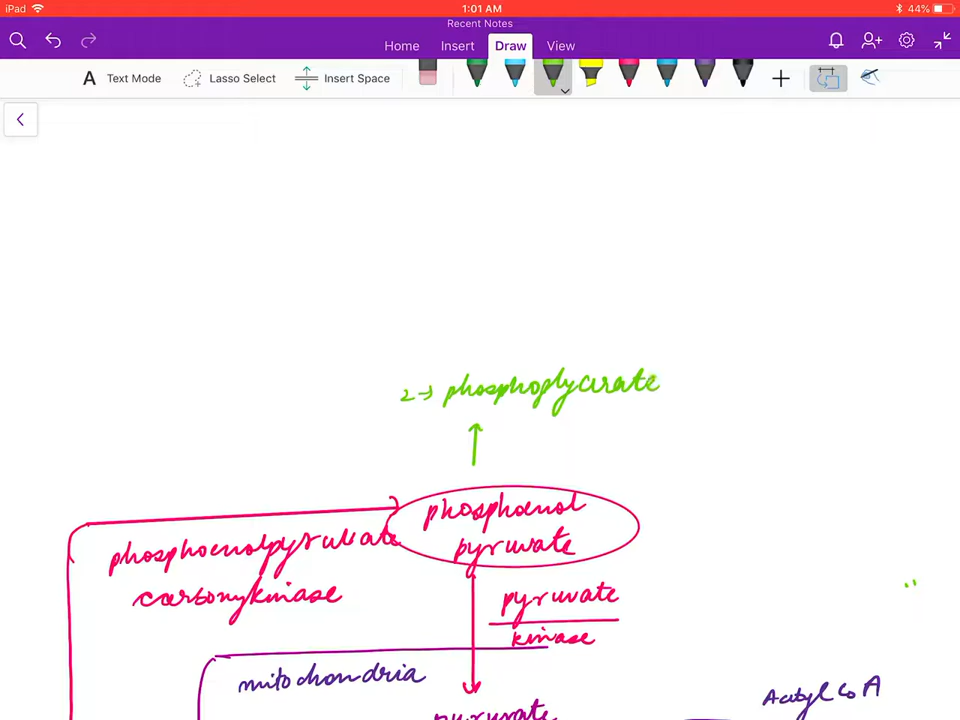 iPad
1:01 AM
44%
Recent Notes
Home Insert Draw View
A Text Mode Lasso Select Insert Space
2→ phosphoglycerate
phosphoenol
pyruvate
phosphoenolpyruvate
carboxykinase
pyruvate
kinase
mitochondria
Acetyl CoA
pyruvate